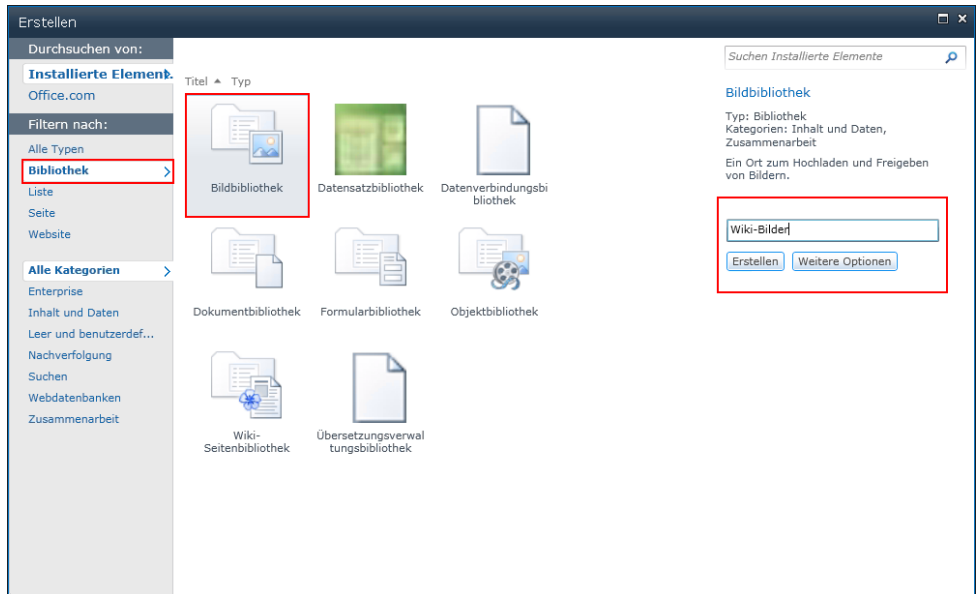 Erstellen
Durchsuchen von:
Installierte Element
Office.com
Filtern nach:
Alle Typen
Bibliothek
Liste
Seite
Website
Alle Kategorien
Enterprise
Inhalt und Daten
Leer und benutzerdef...
Nachverfolgung
Suchen
Webdatenbanken
Zusammenarbeit
Titel Typ
Bildbibliothek
Datensatzbibliothek
Datenverbindungsbi
bliothek
Dokumentbibliothek
Formularbibliothek
Objektbibliothek
Wiki-
Seitenbibliothek
Übersetzungsverwal
tungsbibliothek
Suchen Installierte Elemente
Bildbibliothek
Typ: Bibliothek
Kategorien: Inhalt und Daten,
Zusammenarbeit
Ein Ort zum Hochladen und Freigeben
von Bildern.
Wiki-Bilder
Erstellen Weitere Optionen